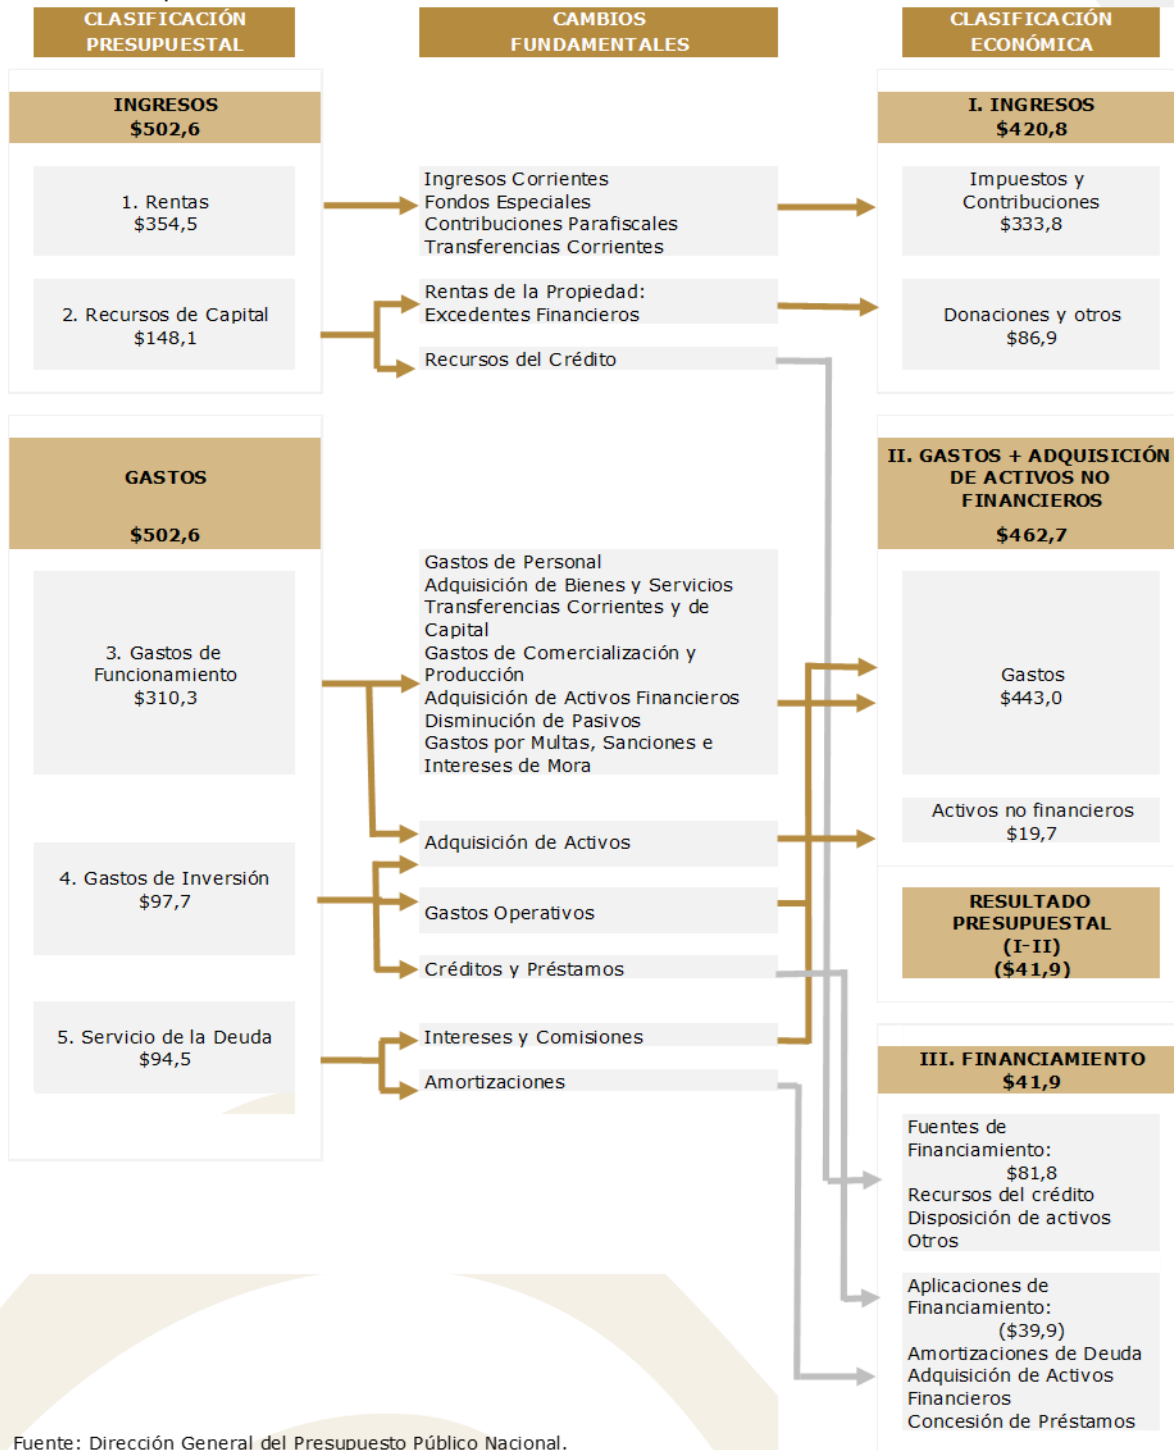 CLASIFICACIÓN
PRESUPUESTAL
CAMBIOS
FUNDAMENTALES
CLASIFICACIÓN
ECONÓMICA
INGRESOS
$502,6
1. Rentas
$354,5
2. Recursos de Capital
$148,1
Ingresos Corrientes
Fondos Especiales
Contribuciones Parafiscales
Transferencias Corrientes
Rentas de la Propiedad:
Excedentes Financieros
Recursos del Crédito
I. INGRESOS
$420,8
Impuestos y
Contribuciones
$333,8
Donaciones y otros
$86,9
GASTOS
$502,6
3. Gastos de
Funcionamiento
$310,3
4. Gastos de Inversión
$97,7
5. Servicio de la Deuda
$94,5
Gastos de Personal
Adquisición de Bienes y Servicios
Transferencias Corrientes y de
Capital
Gastos de Comercialización y
Producción
Adquisición de Activos Financieros
Disminución de Pasivos
Gastos por Multas, Sanciones e
Intereses de Mora
Adquisición de Activos
Gastos Operativos
Créditos y Préstamos
Intereses y Comisiones
Amortizaciones
II. GASTOS + ADQUISICIÓN
DE ACTIVOS NO
FINANCIEROS
$462,7
Gastos
$443,0
Activos no financieros
$19,7
RESULTADO
PRESUPUESTAL
(I-II)
($41,9)
III. FINANCIAMIENTO
$41,9
Fuentes de
Financiamiento:
$81,8
Recursos del crédito
Disposición de activos
Otros
Aplicaciones de
Financiamiento:
($39,9)
Amortizaciones de Deuda
Adquisición de Activos
Financieros
Concesión de Préstamos
Fuente: Dirección General del Presupuesto Público Nacional.